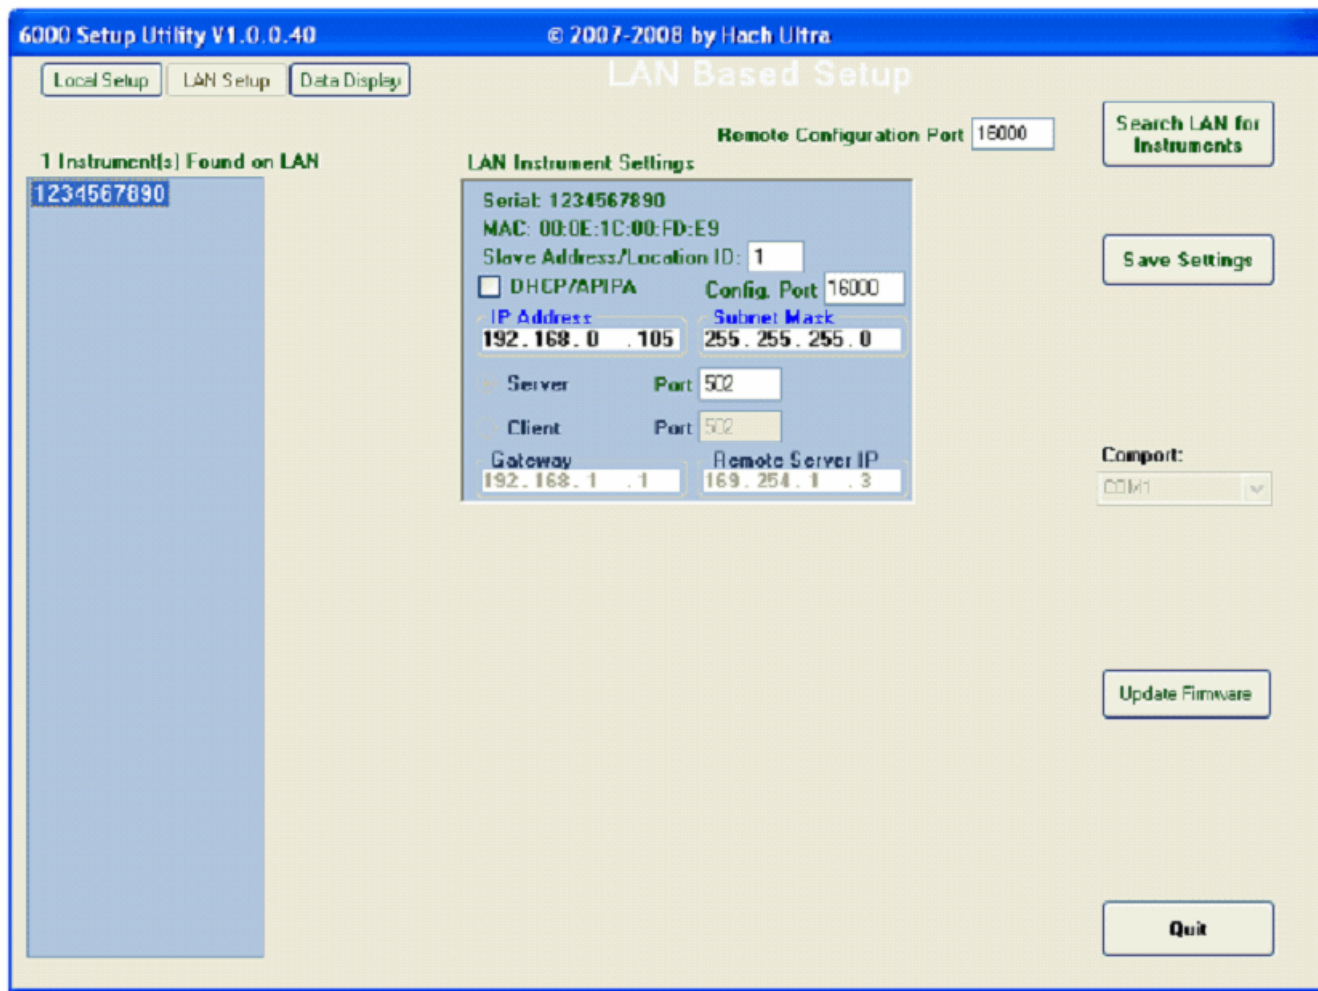 6000 Setup Utility V1.0.0.40 © 2007-2008 by Hach Ultra
Local Setup LAN Setup Data Display
LAN Based Setup
Remote Configuration Port 16000
Search LAN for
Instruments
1 Instrument(s) Found on LAN
1234567890
LAN Instrument Settings
Serial: 1234567890
MAC: 00:0E:1C:00:FD:E9
Slave Address/Location ID: 1
DHCP/APIPA Config. Port 16000
IP Address Subnet Mask
192.168.0.105 255.255.255.0
Server Port 502
Client Port 502
Gateway Remote Server IP
192.168.1.1 169.254.1.3
Save Settings
Comport:
COM1
Update Firmware
Quit